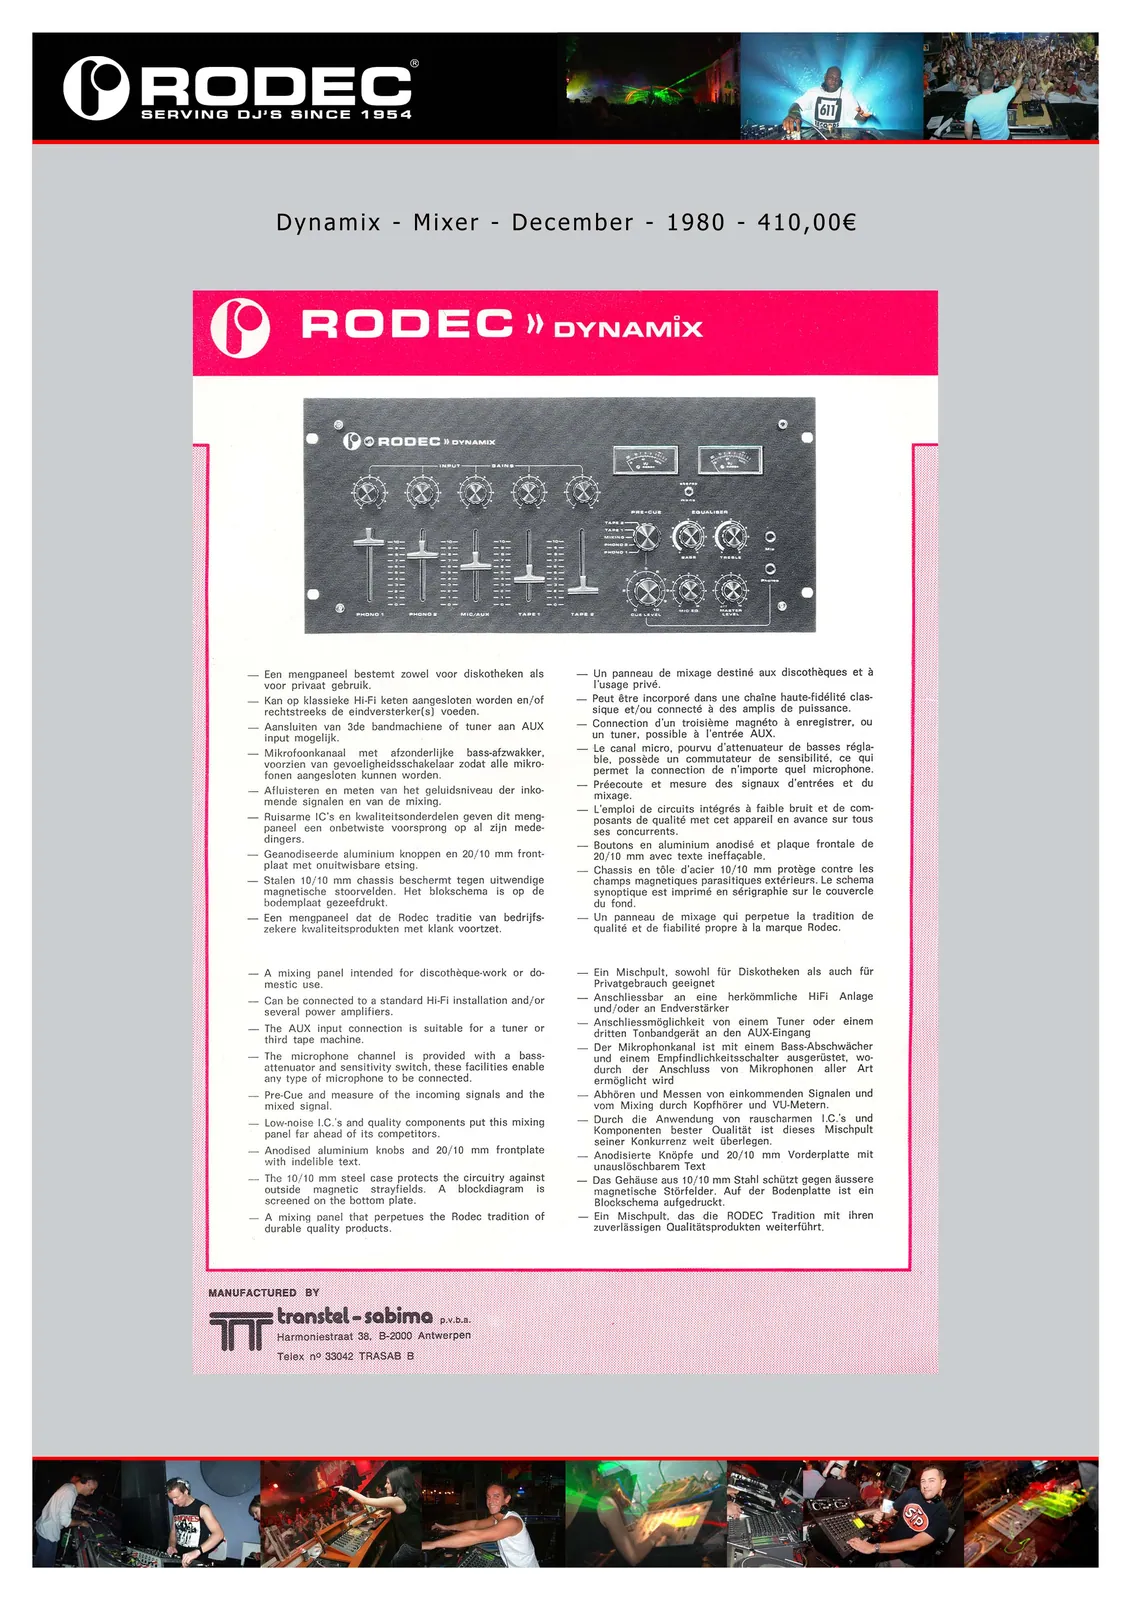 RODEC®
SERVING DJ'S SINCE 1954
611
Dynamix - Mixer - December - 1980 - 410,00€
RODEC » DYNAMIX
RODEC » DYNAMIX
INPUT GAINS
stereo
mono
PRE-CUE EQUALISER
TAPE 2
TAPE 1
MIXING
PHONO 2
PHONO 1
BASS TREBLE
Mic
Phones
CUE LEVEL MIC EQ MASTER LEVEL
PHONO 1 PHONO 2 MIC/AUX TAPE 1 TAPE 2
— Een mengpaneel bestemt zowel voor diskotheken als
voor privaat gebruik.
— Kan op klassieke Hi-Fi keten aangesloten worden en/of
rechtstreeks de eindversterker(s) voeden.
— Aansluiten van 3de bandmachiene of tuner aan AUX
input mogelijk.
— Mikrofoonkanaal met afzonderlijke bass-afzwakker,
voorzien van gevoeligheidsschakelaar zodat alle mikro-
fonen aangesloten kunnen worden.
— Afluisteren en meten van het geluidsniveau der inko-
mende signalen en van de mixing.
— Ruisarme IC's en kwaliteitsonderdelen geven dit meng-
paneel een onbetwiste voorsprong op al zijn mede-
dingers.
— Geanodiseerde aluminium knoppen en 20/10 mm front-
plaat met onuitwisbare etsing.
— Stalen 10/10 mm chassis beschermt tegen uitwendige
magnetische stoorvelden. Het blokschema is op de
bodemplaat gezeefdrukt.
— Een mengpaneel dat de Rodec traditie van bedrijfs-
zekere kwaliteitsprodukten met klank voortzet.
— Un panneau de mixage destiné aux discothèques et à
l'usage privé.
— Peut être incorporé dans une chaîne haute-fidélité clas-
sique et/ou connecté à des amplis de puissance.
— Connection d'un troisième magnéto à enregistrer, ou
un tuner, possible à l'entrée AUX.
— Le canal micro, pourvu d'attenuateur de basses régla-
ble, possède un commutateur de sensibilité, ce qui
permet la connection de n'importe quel microphone.
— Préecoute et mesure des signaux d'entrées et du
mixage.
— L'emploi de circuits intégrés à faible bruit et de com-
posants de qualité met cet appareil en avance sur tous
ses concurrents.
— Boutons en aluminium anodisé et plaque frontale de
20/10 mm avec texte ineffaçable.
— Chassis en tôle d'acier 10/10 mm protège contre les
champs magnetiques parasitiques extérieurs. Le schema
synoptique est imprimé en sérigraphie sur le couvercle
du fond.
— Un panneau de mixage qui perpetue la tradition de
qualité et de fiabilité propre à la marque Rodec.
— A mixing panel intended for discothèque-work or do-
mestic use.
— Can be connected to a standard Hi-Fi installation and/or
several power amplifiers.
— The AUX input connection is suitable for a tuner or
third tape machine.
— The microphone channel is provided with a bass-
attenuator and sensitivity switch, these facilities enable
any type of microphone to be connected.
— Pre-Cue and measure of the incoming signals and the
mixed signal.
— Low-noise I.C.'s and quality components put this mixing
panel far ahead of its competitors.
— Anodised aluminium knobs and 20/10 mm frontplate
with indelible text.
— The 10/10 mm steel case protects the circuitry against
outside magnetic strayfields. A blockdiagram is
screened on the bottom plate.
— A mixing panel that perpetues the Rodec tradition of
durable quality products.
— Ein Mischpult, sowohl für Diskotheken als auch für
Privatgebrauch geeignet
— Anschliessbar an eine herkömmliche HiFi Anlage
und/oder an Endverstärker
— Anschliessmöglichkeit von einem Tuner oder einem
dritten Tonbandgerät an den AUX-Eingang
— Der Mikrophonkanal ist mit einem Bass-Abschwächer
und einem Empfindlichkeitsschalter ausgerüstet, wo-
durch der Anschluss von Mikrophonen aller Art
ermöglicht wird
— Abhören und Messen von einkommenden Signalen und
vom Mixing durch Kopfhörer und VU-Metern.
— Durch die Anwendung von rauscharmen I.C.'s und
Komponenten bester Qualität ist dieses Mischpult
seiner Konkurrenz weit überlegen.
— Anodisierte Knöpfe und 20/10 mm Vorderplatte mit
unauslöschbarem Text
— Das Gehäuse aus 10/10 mm Stahl schützt gegen äussere
magnetische Störfelder. Auf der Bodenplatte ist ein
Blockschema aufgedruckt.
— Ein Mischpult, das die RODEC Tradition mit ihren
zuverlässigen Qualitätsprodukten weiterführt.
MANUFACTURED BY
transtel-sabima p.v.b.a.
Harmoniestraat 38, B-2000 Antwerpen
Telex nº 33042 TRASAB B